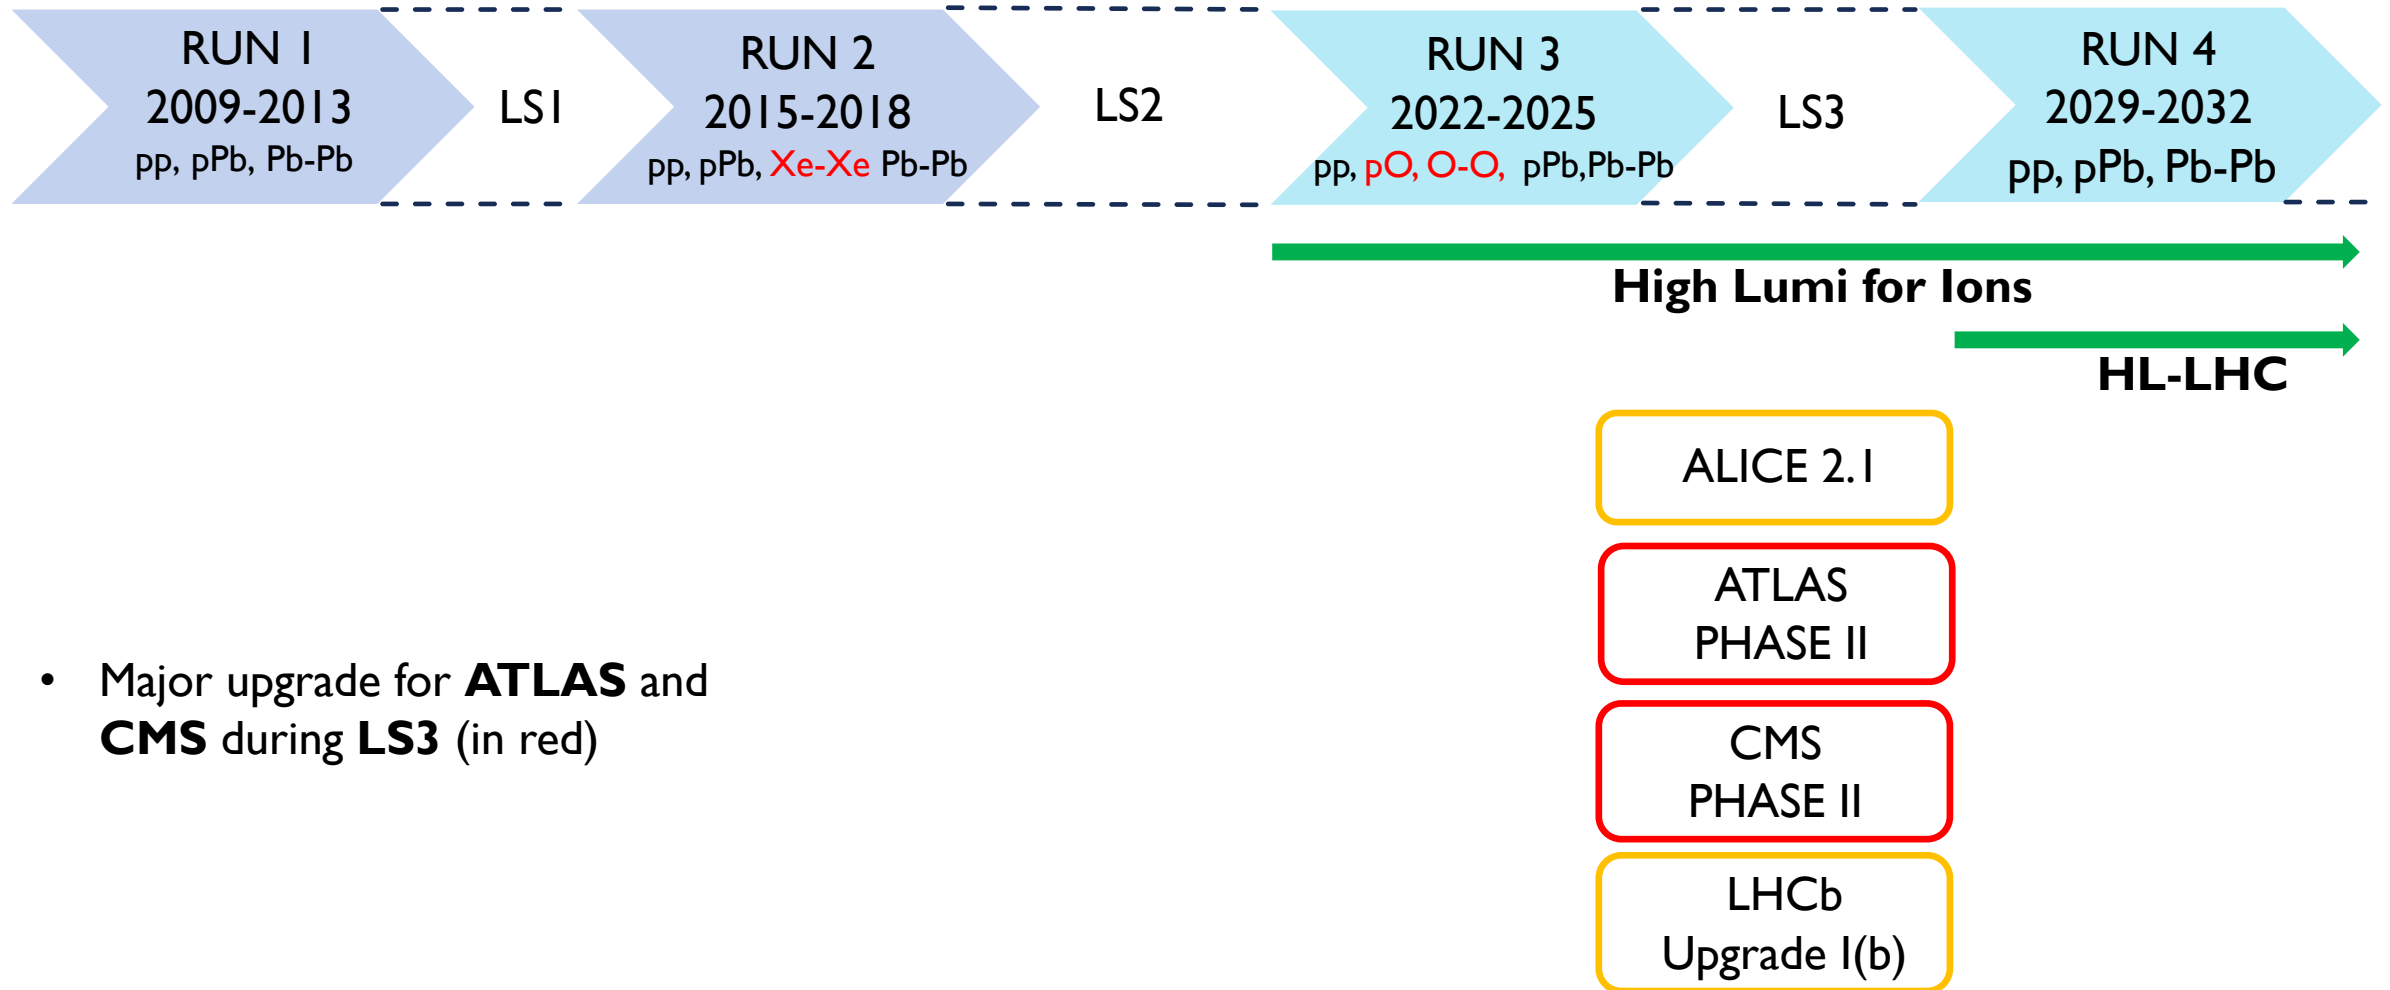 RUN 1
2009-2013
pp, pPb, Pb-Pb
LS1
RUN 2
2015-2018
pp, pPb, Xe-Xe Pb-Pb
LS2
RUN 3
2022-2025
pp, pO, O-O, pPb,Pb-Pb
LS3
RUN 4
2029-2032
pp, pPb, Pb-Pb
High Lumi for Ions
HL-LHC
ALICE 2.1
ATLAS
PHASE II
CMS
PHASE II
LHCb
Upgrade I(b)
• Major upgrade for ATLAS and
CMS during LS3 (in red)